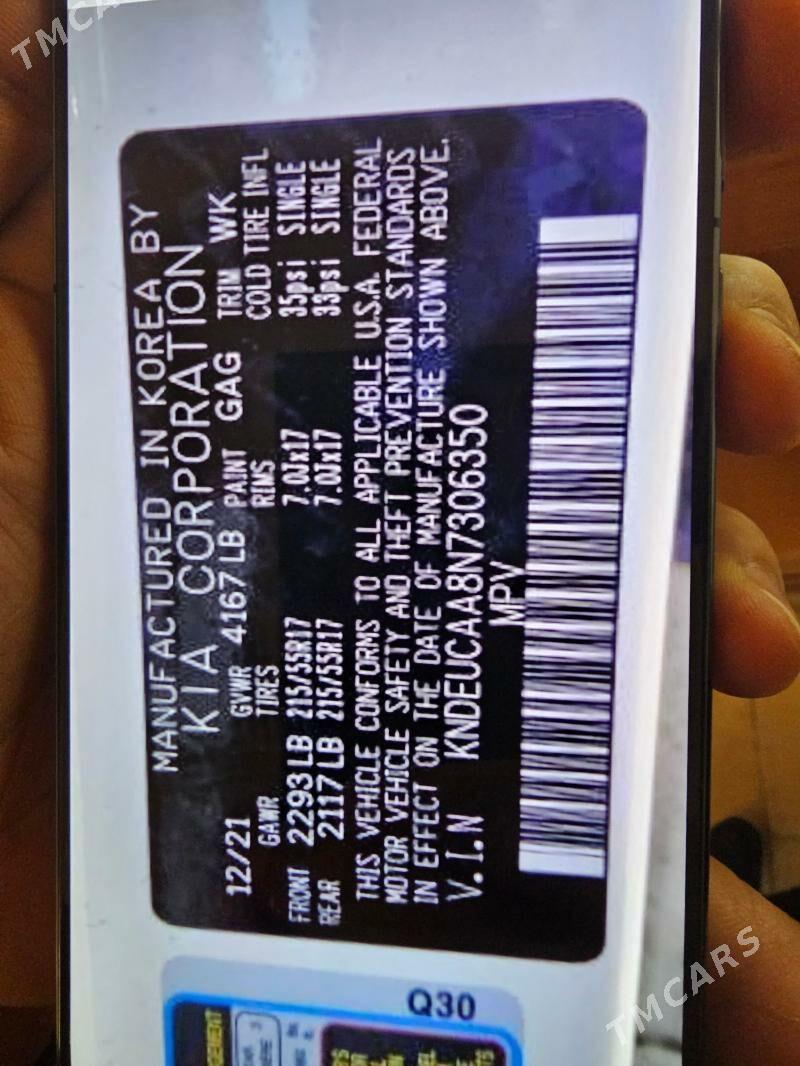 MANUFACTURED IN KOREA BY
KIA CORPORATION
12/21 GVWR 4167 LB PAINT GAG TRIM WK
GAWR TIRES RIMS COLD TIRE INFL
FRONT 2293 LB 215/55R17 7.0Jx17 35psi SINGLE
REAR 2117 LB 215/55R17 7.0Jx17 33psi SINGLE
THIS VEHICLE CONFORMS TO ALL APPLICABLE U.S.A. FEDERAL
MOTOR VEHICLE SAFETY AND THEFT PREVENTION STANDARDS
IN EFFECT ON THE DATE OF MANUFACTURE SHOWN ABOVE.
V.I.N KNDEUCAA8N7306350
MPV
Q30
TMCARS
TMCARS